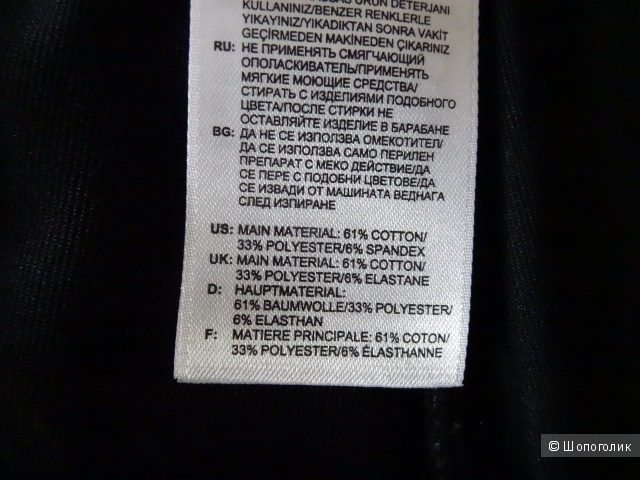 KULLANINIZ/BENZER RENKLERLE
YIKAYINIZ/YIKADIKTAN SONRA VAKİT
GEÇİRMEDEN MAKİNEDEN ÇIKARINIZ
RU: НЕ ПРИМЕНЯТЬ СМЯГЧАЮЩИЙ
ОПОЛАСКИВАТЕЛЬ/ПРИМЕНЯТЬ
МЯГКИЕ МОЮЩИЕ СРЕДСТВА/
СТИРАТЬ С ИЗДЕЛИЯМИ ПОДОБНОГО
ЦВЕТА/ПОСЛЕ СТИРКИ НЕ
ОСТАВЛЯЙТЕ ИЗДЕЛИЕ В БАРАБАНЕ
BG: ДА НЕ СЕ ИЗПОЛЗВА ОМЕКОТИТЕЛ/
ДА СЕ ИЗПОЛЗВА САМО ПЕРИЛЕН
ПРЕПАРАТ С МЕКО ДЕЙСТВИЕ/ДА
СЕ ПЕРЕ С ПОДОБНИ ЦВЕТОВЕ/ДА
СЕ ИЗВАДИ ОТ МАШИНАТА ВЕДНАГА
СЛЕД ИЗПИРАНЕ
US: MAIN MATERIAL: 61% COTTON/
33% POLYESTER/6% SPANDEX
UK: MAIN MATERIAL: 61% COTTON/
33% POLYESTER/6% ELASTANE
D: HAUPTMATERIAL:
61% BAUMWOLLE/33% POLYESTER/
6% ELASTHAN
F: MATIERE PRINCIPALE: 61% COTON/
33% POLYESTER/6% ÉLASTHANNE
© Шопоголик